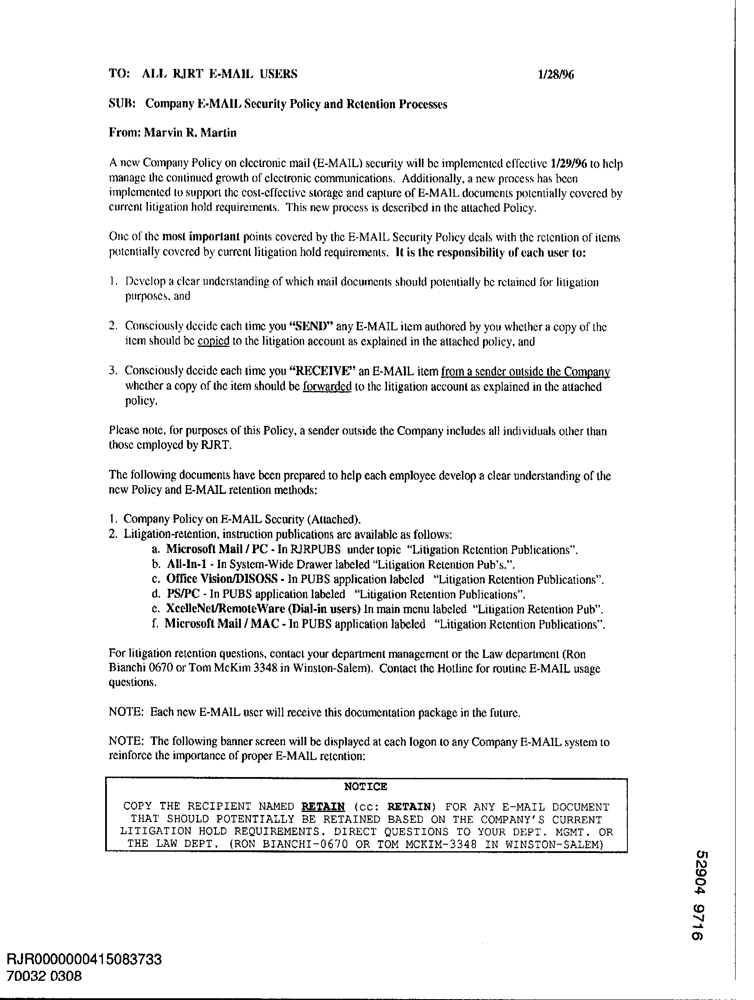 TO: ALL RJRT E-MAIL USERS 1/28/96
SUB: Company E-MAIL Security Policy and Retention Processes
From: Marvin R. Martin
A new Company Policy on electronic mail (E-MAIL) security will be implemented effective 1/29/96 to help
manage the continued growth of electronic communications. Additionally, a new process has been
implemented to support the cost-effective storage and capture of E-MAIL documents potentially covered by
current litigation hold requirements. This new process is described in the attached Policy.
One of the most important points covered by the E-MAIL Security Policy deals with the retention of items
potentially covered by current litigation hold requirements. It is the responsibility of each user to:
1. Develop a clear understanding of which mail documents should potentially be retained for litigation
purposes, and
2. Consciously decide each time you “SEND” any E-MAIL item authored by you whether a copy of the
item should be copied to the litigation account as explained in the attached policy, and
3. Consciously decide each time you “RECEIVE” an E-MAIL item from a sender outside the Company
whether a copy of the item should be forwarded to the litigation account as explained in the attached
policy.
Please note, for purposes of this Policy, a sender outside the Company includes all individuals other than
those employed by RJRT.
The following documents have been prepared to help each employee develop a clear understanding of the
new Policy and E-MAIL retention methods:
1. Company Policy on E-MAIL Security (Attached).
2. Litigation-retention, instruction publications are available as follows:
a. Microsoft Mail / PC - In RJRPUBS under topic “Litigation Retention Publications”.
b. All-In-1 - In System-Wide Drawer labeled “Litigation Retention Pub's.”.
c. Office Vision/DISOSS - In PUBS application labeled “Litigation Retention Publications”.
d. PS/PC - In PUBS application labeled “Litigation Retention Publications”.
e. XcelleNet/RemoteWare (Dial-in users) In main menu labeled “Litigation Retention Pub”.
f. Microsoft Mail / MAC - In PUBS application labeled “Litigation Retention Publications”.
For litigation retention questions, contact your department management or the Law department (Ron
Bianchi 0670 or Tom McKim 3348 in Winston-Salem). Contact the Hotline for routine E-MAIL usage
questions.
NOTE: Each new E-MAIL user will receive this documentation package in the future.
NOTE: The following banner screen will be displayed at each logon to any Company E-MAIL system to
reinforce the importance of proper E-MAIL retention:
NOTICE
COPY THE RECIPIENT NAMED RETAIN (cc: RETAIN) FOR ANY E-MAIL DOCUMENT
THAT SHOULD POTENTIALLY BE RETAINED BASED ON THE COMPANY'S CURRENT
LITIGATION HOLD REQUIREMENTS. DIRECT QUESTIONS TO YOUR DEPT. MGMT. OR
THE LAW DEPT. (RON BIANCHI-0670 OR TOM MCKIM-3348 IN WINSTON-SALEM)
52904 9716
RJR0000000415083733
70032 0308